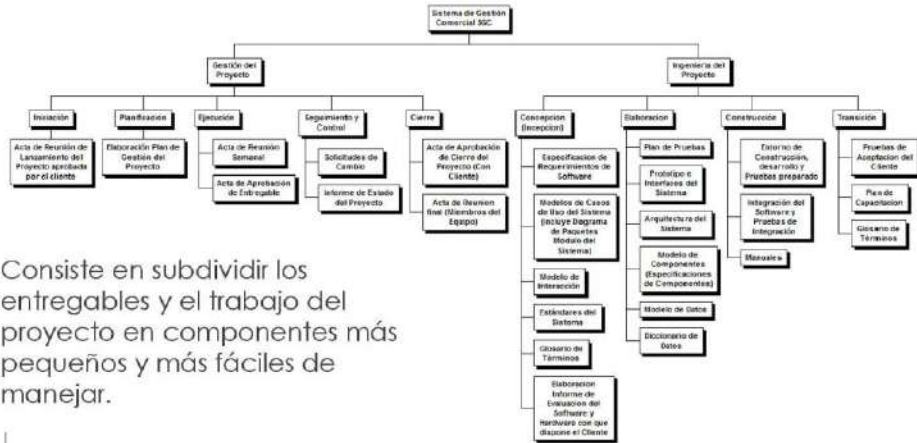 Sistema de Gestión
Comercial SGC
Gestión del
Proyecto
Ingenieria del
Proyecto
Iniciación
Planificación
Ejecución
Seguimiento y
Control
Cierre
Concepcion
(Incepcion)
Elaboracion
Construcción
Transición
Acta de Reunión de
Lanzamiento del
Proyecto aprobada
por el cliente
Elaboración Plan de
Gestión del
Proyecto
Acta de Reunión
Semanal
Acta de Aprobación
de Entregable
Solicitudes de
Cambio
Informe de Estado
del Proyecto
Acta de Aprobación
de Cierre del
Proyecto (Con
Cliente)
Acta de Reunion
final (Miembros del
Equipo)
Especificacion de
Requerimientos de
Software
Modelos de Casos
de Uso del Sistema
(incluye Diagrama
de Paquetes
Modulo del
Sistema)
Modelo de
Interacción
Estándares del
Sistema
Glosario de
Términos
Elaboracion
Informe de
Evaluacion del
Software y
Hardware con que
dispone el Cliente
Plan de Pruebas
Prototipo e
Interfaces del
Sistema
Arquitectura del
Sistema
Modelo de
Componentes
(Especificaciones
de Componentes)
Modelo de Datos
Diccionario de
Datos
Entorno de
Construcción,
desarrollo y
Pruebas preparado
Integración del
Software y
Pruebas de
Integración
Manuales
Pruebas de
Aceptacion del
Cliente
Plan de
Capacitacion
Glosario de
Términos
Consiste en subdividir los
entregables y el trabajo del
proyecto en componentes más
pequeños y más fáciles de
manejar.